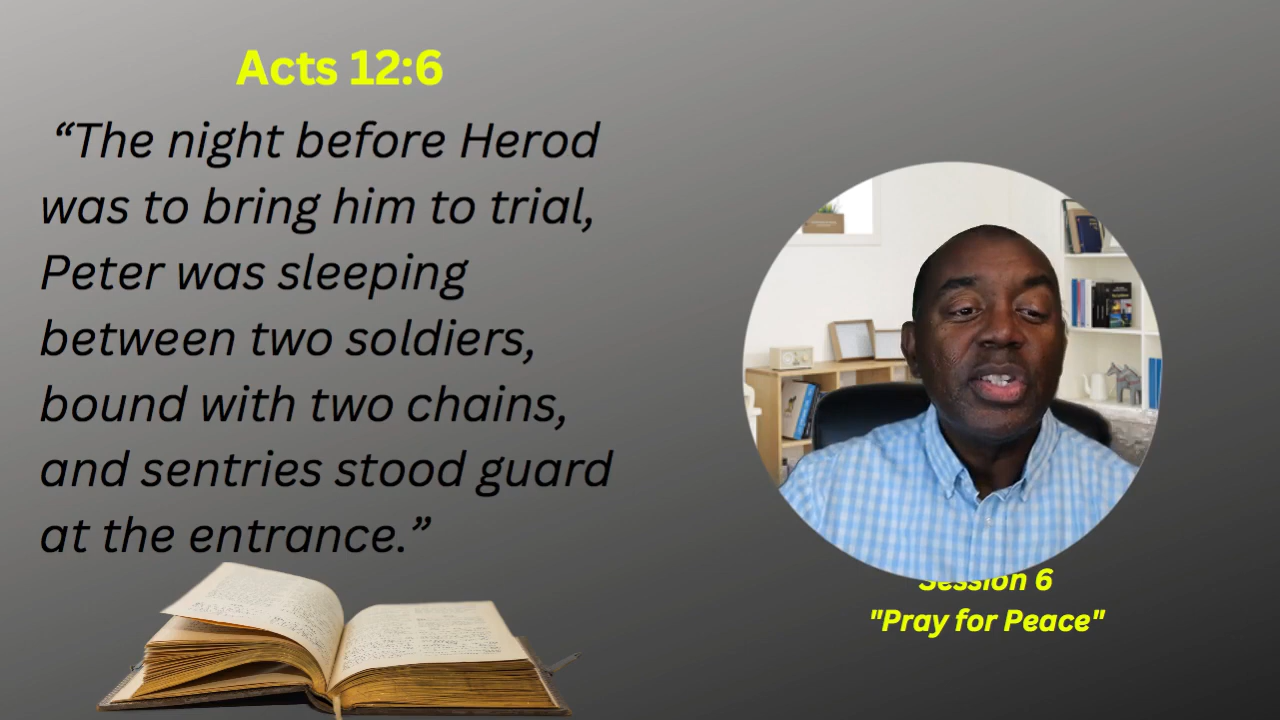 Acts 12:6
“The night before Herod
was to bring him to trial,
Peter was sleeping
between two soldiers,
bound with two chains,
and sentries stood guard
at the entrance.”
Session 6
"Pray for Peace"